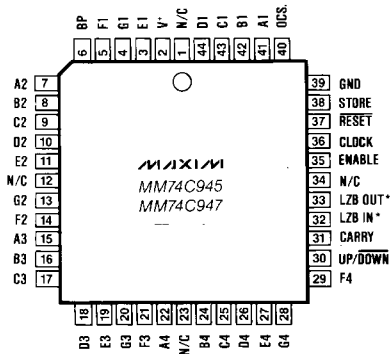 BP F1 G1 E1 V+ N/C D1 C1 B1 A1 OCS.
6 5 4 3 2 1 44 43 42 41 40
A2 7
B2 8
C2 9
D2 10
E2 11
N/C 12
G2 13
F2 14
A3 15
B3 16
C3 17
MAXIM
MM74C945
MM74C947
39 GND
38 STORE
37 RESET
36 CLOCK
35 ENABLE
34 N/C
33 LZB OUT*
32 LZB IN*
31 CARRY
30 UP/DOWN
29 F4
18 19 20 21 22 23 24 25 26 27 28
D3 E3 G3 F3 A4 N/C B4 C4 D4 E4 G4